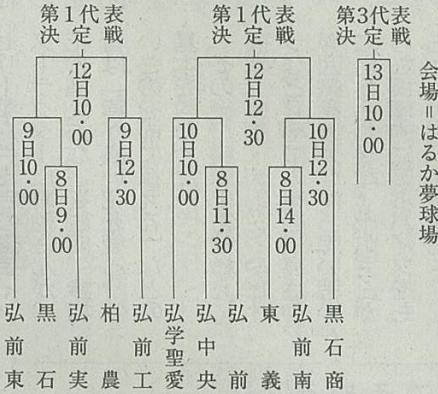 会場＝はるか夢球場
第3代表
決定戦
13日10・00
第1代表
決定戦
12日12・30
10日12・30
10日10・00
8日14・00
8日11・30
黒石商
弘前南
東義
弘前
弘中央
弘学聖愛
第1代表
決定戦
12日10・00
9日12・30
9日10・00
8日9・00
弘前工
柏農
弘前実
黒石
弘前東